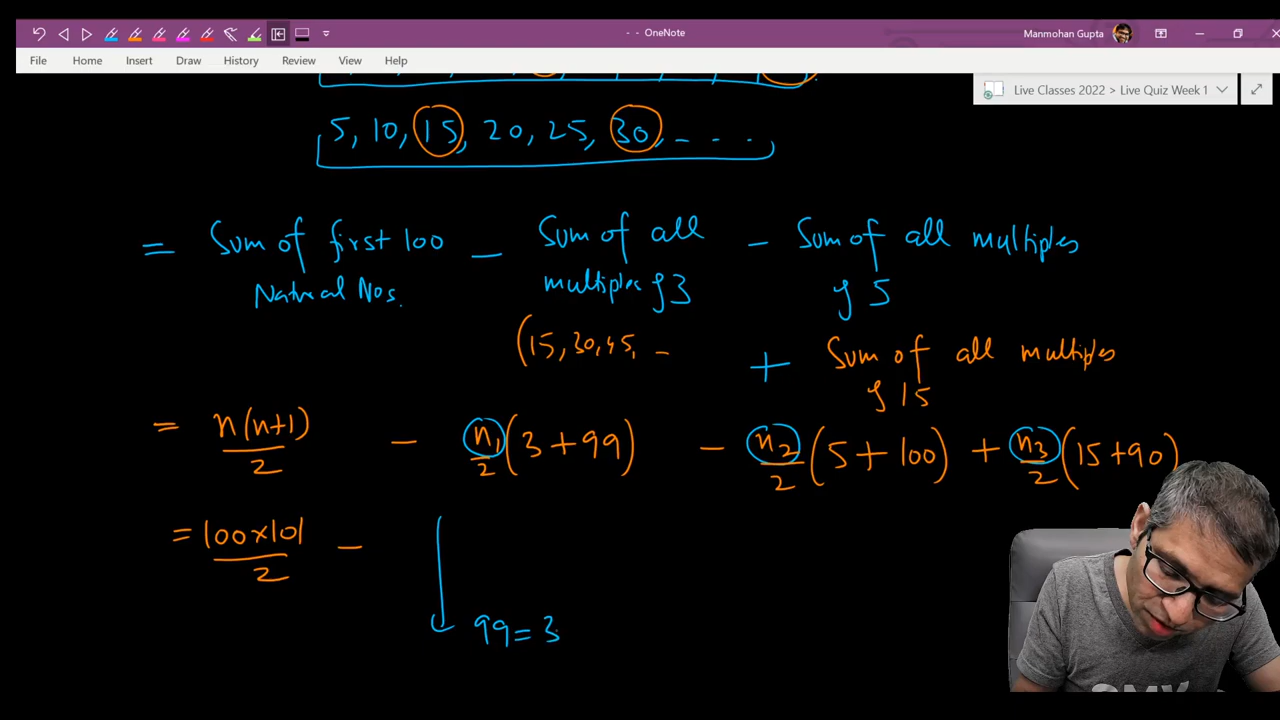 - - OneNote
Manmohan Gupta
File Home Insert Draw History Review View Help
Live Classes 2022 > Live Quiz Week 1
5, 10, 15, 20, 25, 30, - . . .
= Sum of first 100 Natural Nos. - Sum of all multiples of 3 - Sum of all multiples of 5
(15, 30, 45, - + Sum of all multiples of 15
= n(n+1)/2 - n₁/2 (3 + 99) - n₂/2 (5 + 100) + n₃/2 (15 + 90)
= 100×101/2 -
99 = 3